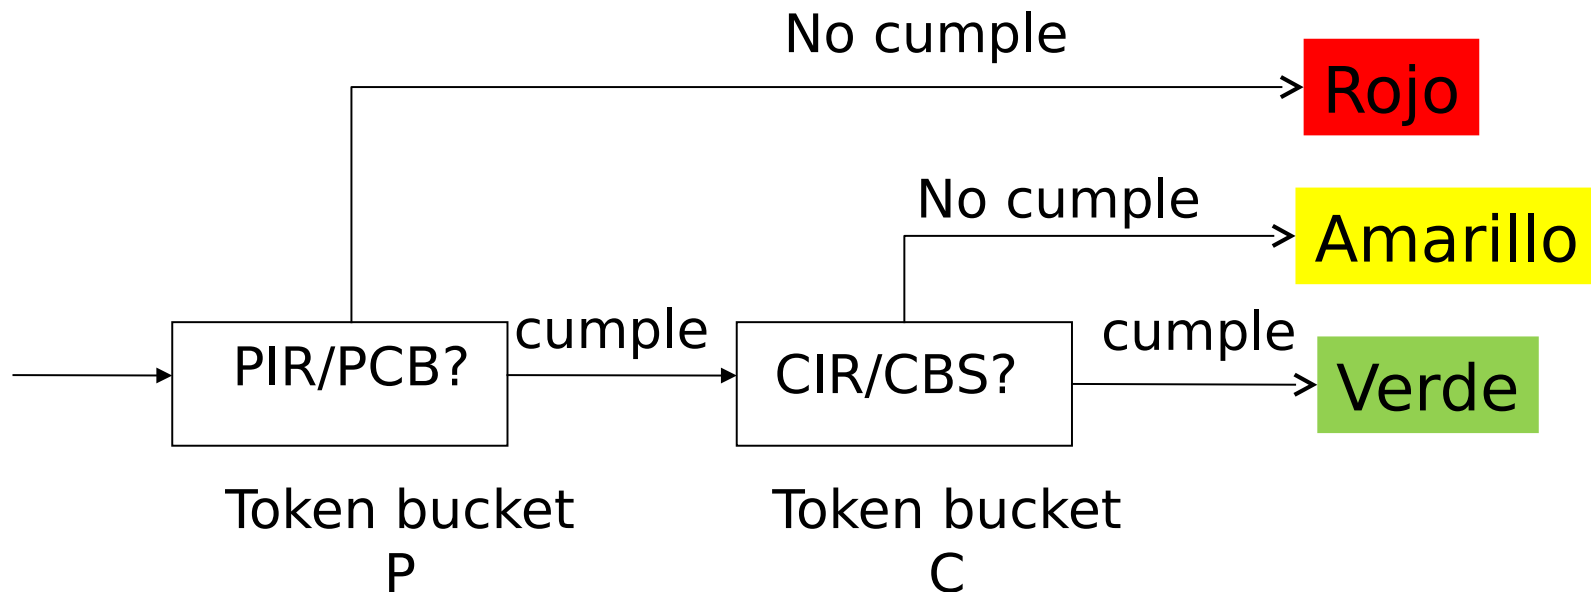 No cumple
Rojo
No cumple
Amarillo
cumple
cumple
PIR/PCB?
CIR/CBS?
Verde
Token bucket
P
Token bucket
C